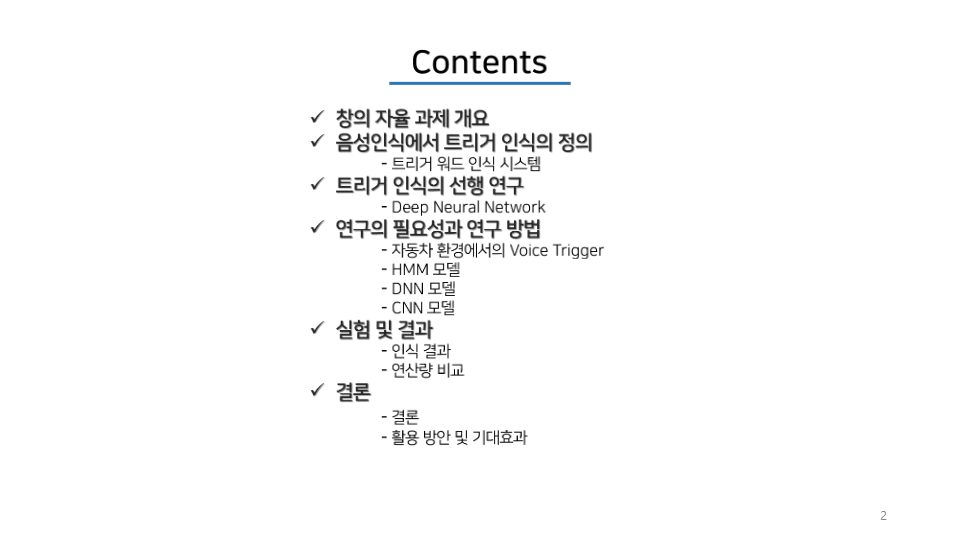 Contents
✓ 창의 자율 과제 개요
✓ 음성인식에서 트리거 인식의 정의
- 트리거 워드 인식 시스템
✓ 트리거 인식의 선행 연구
- Deep Neural Network
✓ 연구의 필요성과 연구 방법
- 자동차 환경에서의 Voice Trigger
- HMM 모델
- DNN 모델
- CNN 모델
✓ 실험 및 결과
- 인식 결과
- 연산량 비교
✓ 결론
- 결론
- 활용 방안 및 기대효과
2